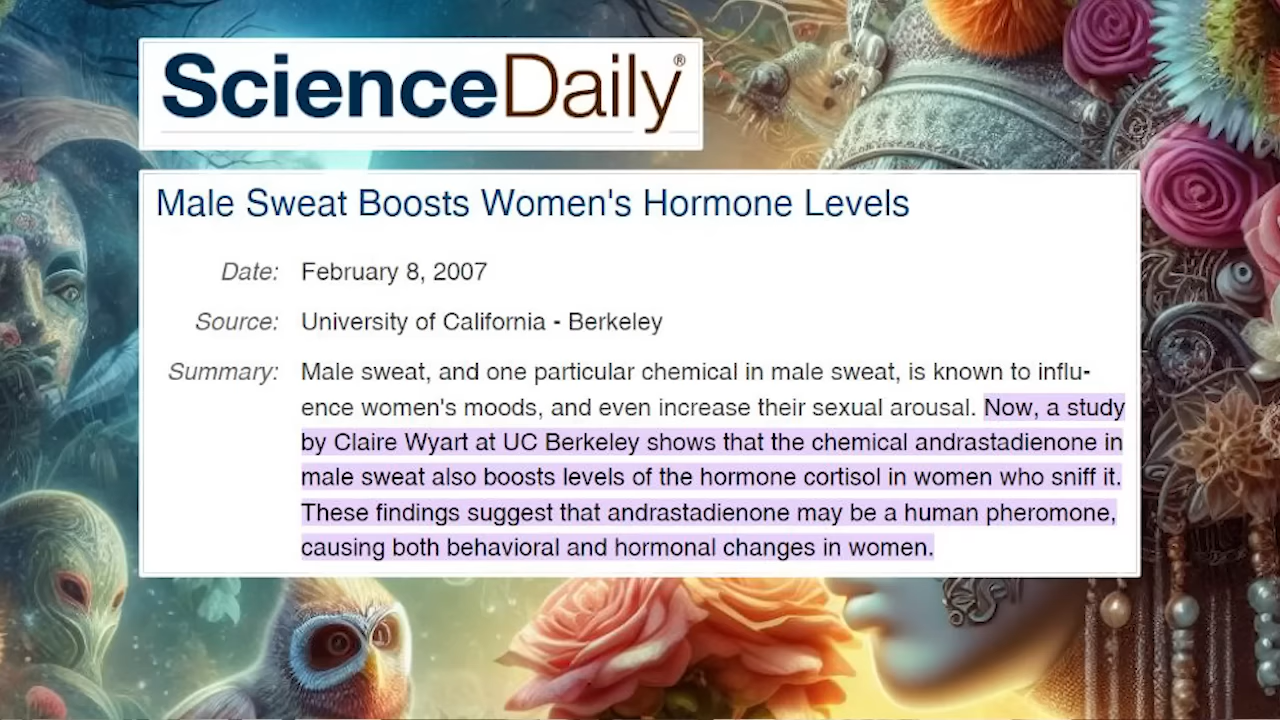 ScienceDaily®
Male Sweat Boosts Women's Hormone Levels
Date: February 8, 2007
Source: University of California - Berkeley
Summary: Male sweat, and one particular chemical in male sweat, is known to influ-
ence women's moods, and even increase their sexual arousal. Now, a study
by Claire Wyart at UC Berkeley shows that the chemical andrastadienone in
male sweat also boosts levels of the hormone cortisol in women who sniff it.
These findings suggest that andrastadienone may be a human pheromone,
causing both behavioral and hormonal changes in women.